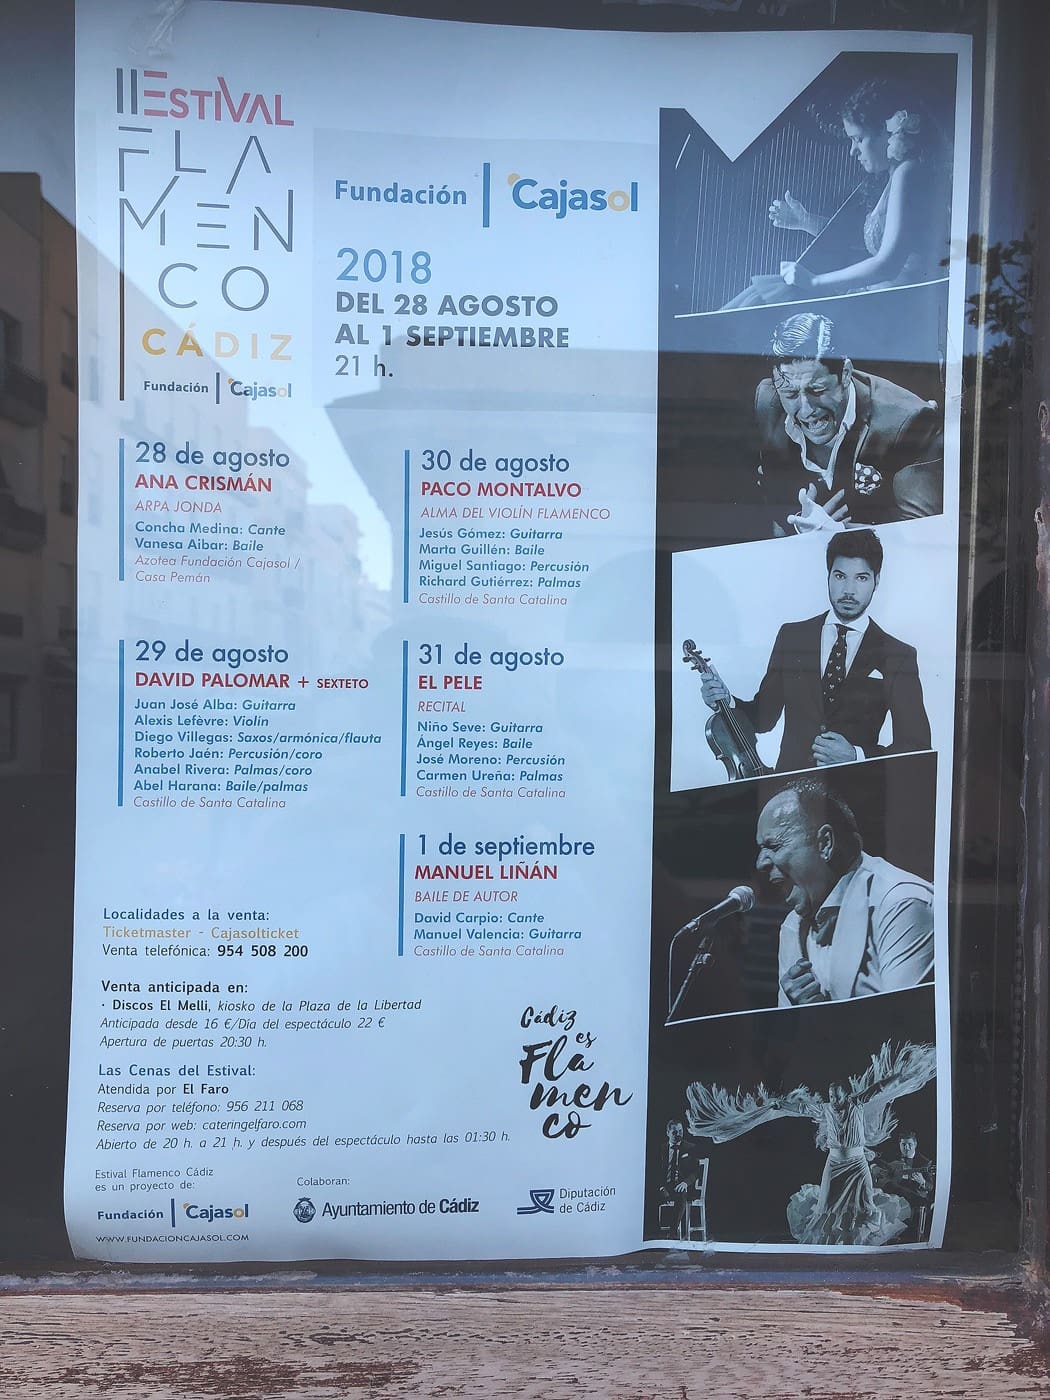 II ESTIVAL
FLA
MEN
CO
CÁDIZ
Fundación | Cajasol
Fundación | Cajasol
2018
DEL 28 AGOSTO
AL 1 SEPTIEMBRE
21 h.
28 de agosto
ANA CRISMÁN
ARPA JONDA
Concha Medina: Cante
Vanesa Aibar: Baile
Azotea Fundación Cajasol /
Casa Pemán
29 de agosto
DAVID PALOMAR + SEXTETO
Juan José Alba: Guitarra
Alexis Lefèvre: Violín
Diego Villegas: Saxos/armónica/flauta
Roberto Jaén: Percusión/coro
Anabel Rivera: Palmas/coro
Abel Harana: Baile/palmas
Castillo de Santa Catalina
30 de agosto
PACO MONTALVO
ALMA DEL VIOLÍN FLAMENCO
Jesús Gómez: Guitarra
Marta Guillén: Baile
Miguel Santiago: Percusión
Richard Gutiérrez: Palmas
Castillo de Santa Catalina
31 de agosto
EL PELE
RECITAL
Niño Seve: Guitarra
Ángel Reyes: Baile
José Moreno: Percusión
Carmen Ureña: Palmas
Castillo de Santa Catalina
1 de septiembre
MANUEL LIÑÁN
BAILE DE AUTOR
David Carpio: Cante
Manuel Valencia: Guitarra
Castillo de Santa Catalina
Localidades a la venta:
Ticketmaster - Cajasolticket
Venta telefónica: 954 508 200
Venta anticipada en:
· Discos El Melli, kiosko de la Plaza de la Libertad
Anticipada desde 16 €/Día del espectáculo 22 €
Apertura de puertas 20:30 h.
Las Cenas del Estival:
Atendida por El Faro
Reserva por teléfono: 956 211 068
Reserva por web: cateringelfaro.com
Abierto de 20 h. a 21 h. y después del espectáculo hasta las 01:30 h.
Cádiz
es
Fla
men
co
Estival Flamenco Cádiz
es un proyecto de:
Fundación | Cajasol
WWW.FUNDACIONCAJASOL.COM
Colaboran:
Ayuntamiento de Cádiz
Diputación
de Cádiz